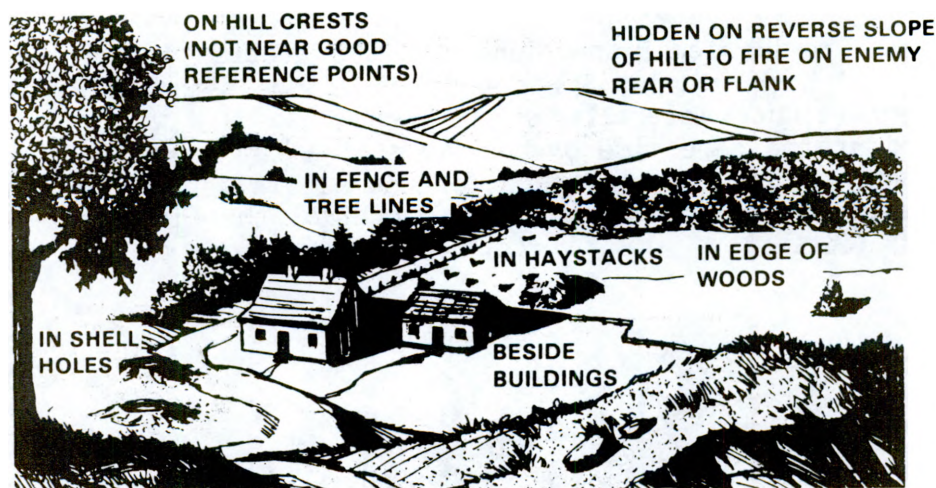 ON HILL CRESTS
(NOT NEAR GOOD
REFERENCE POINTS)
HIDDEN ON REVERSE SLOPE
OF HILL TO FIRE ON ENEMY
REAR OR FLANK
IN FENCE AND
TREE LINES
IN HAYSTACKS
IN EDGE OF
WOODS
IN SHELL
HOLES
BESIDE
BUILDINGS